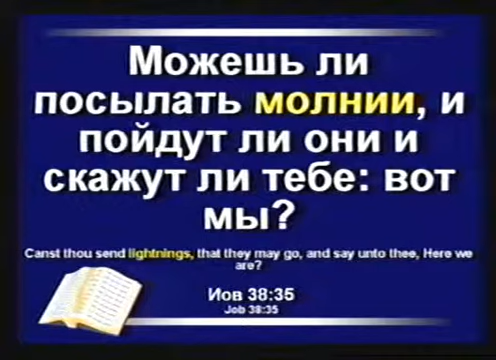 Можешь ли
посылать молнии, и
пойдут ли они и
скажут ли тебе: вот
мы?
Canst thou send lightnings, that they may go, and say unto thee, Here we
are?
Иов 38:35
Job 38:35